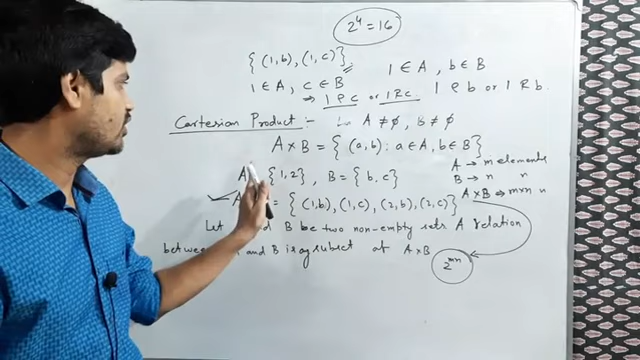 2⁴ = 16
{(1,b), (1,c)}
1 ∈ A, b ∈ B
1 ∈ A, c ∈ B
⇒ 1 ρ c or 1 R c. 1 ρ b or 1 R b.
Cartesian Product :- A ≠ φ, B ≠ φ
A × B = {(a,b) : a ∈ A, b ∈ B}
A {1,2}, B = {b, c}
A → m elements
B → n n
= {(1,b), (1,c), (2,b), (2,c)}
A×B ⇒ m×n n
Let B be two non-empty sets. A relation
between and B is a subset of A×B
2ᵐⁿ